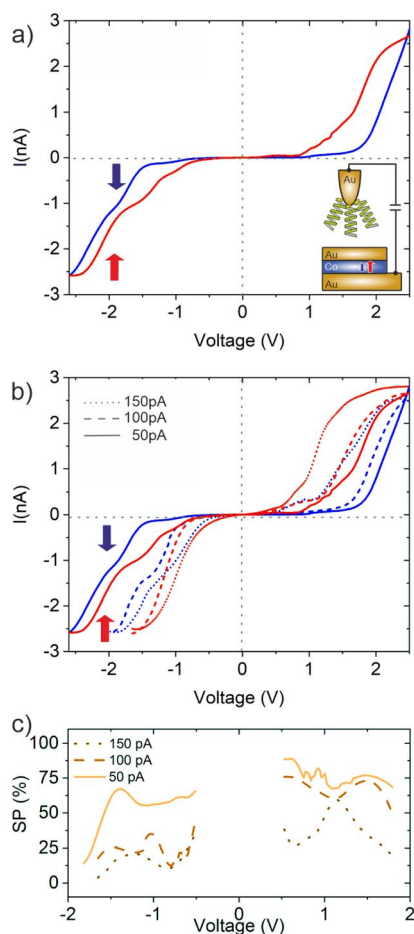 a)
3
2
1
0
-1
-2
-3
I(nA)
Au
Au
Co
Au
-2
-1
0
1
2
Voltage (V)
b)
3
2
1
0
-1
-2
-3
I(nA)
150pA
100pA
50pA
-2
-1
0
1
2
Voltage (V)
c)
100
75
50
25
0
SP (%)
150 pA
100 pA
50 pA
-2
-1
0
1
2
Voltage (V)